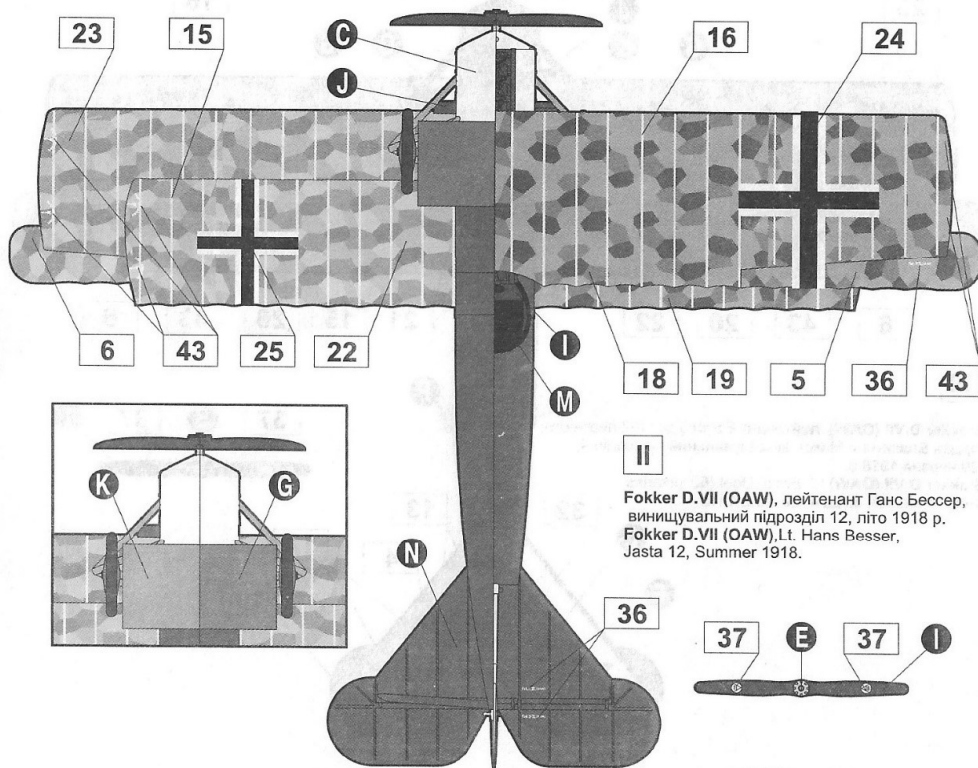 23
15
C
J
16
24
6
43
25
22
18
19
5
36
43
I
M
II
Fokker D.VII (OAW), лейтенант Ганс Бессер,
винищувальний підрозділ 12, літо 1918 р.
Fokker D.VII (OAW),Lt. Hans Besser,
Jasta 12, Summer 1918.
K
G
N
36
37
E
37
I